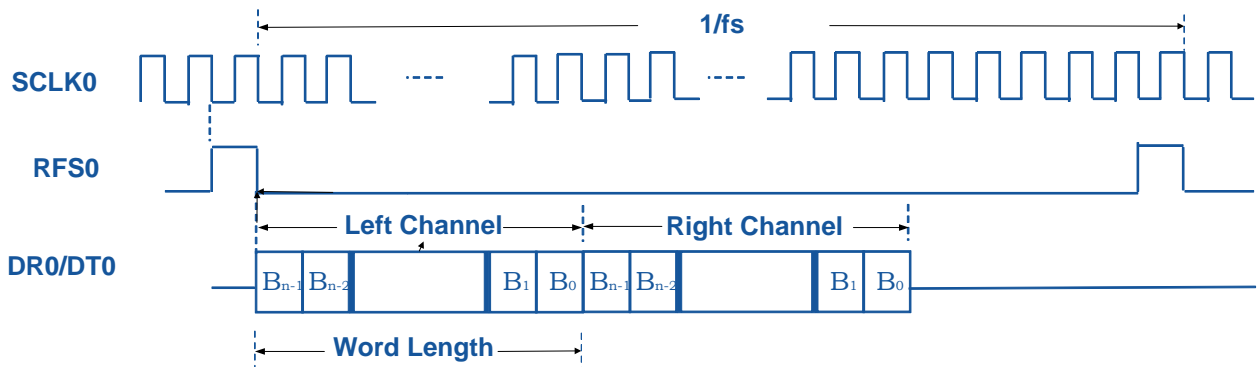 1/fs
SCLK0
RFS0
Left Channel Right Channel
DR0/DT0
Bn-1 Bn-2 B1 B0 Bn-1 Bn-2 B1 B0
Word Length